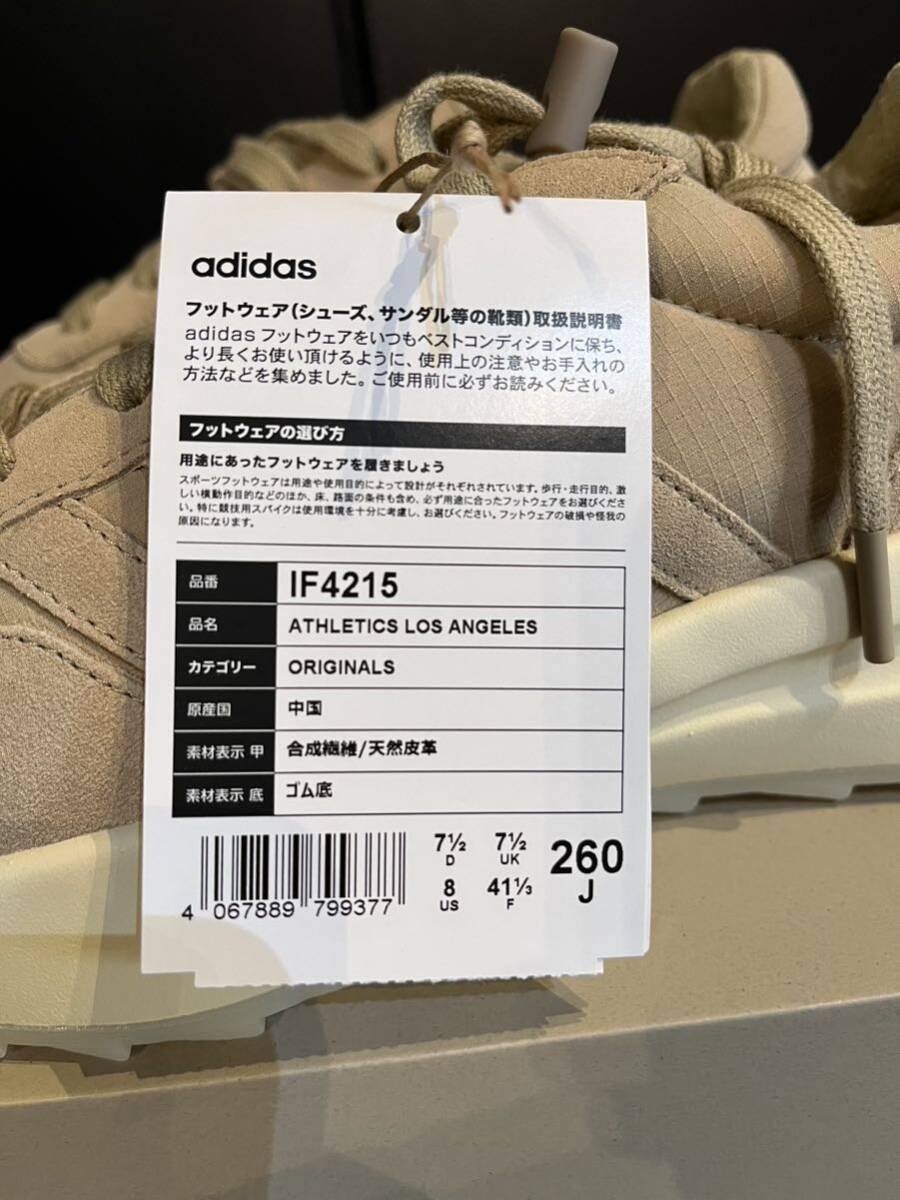 adidas
フットウェア(シューズ、サンダル等の靴類)取扱説明書
adidas フットウェアをいつもベストコンディションに保ち、
より長くお使い頂けるように、使用上の注意やお手入れの
方法などを集めました。ご使用前に必ずお読みください。
フットウェアの選び方
用途にあったフットウェアを履きましょう
スポーツフットウェアは用途や使用目的によって設計がそれぞれされています。歩行・走行目的、激
しい横動作目的などのほか、床、路面の条件も含め、必ず用途に合ったフットウェアをお選びくださ
い。特に競技用スパイクは使用環境を十分に考慮し、お選びください。フットウェアの破損や怪我の
原因になります。
品番 IF4215
品名 ATHLETICS LOS ANGELES
カテゴリー ORIGINALS
原産国 中国
素材表示 甲 合成繊維/天然皮革
素材表示 底 ゴム底
7½ 7½ 260
D UK J
8 41⅓
US F
4 067889 799377